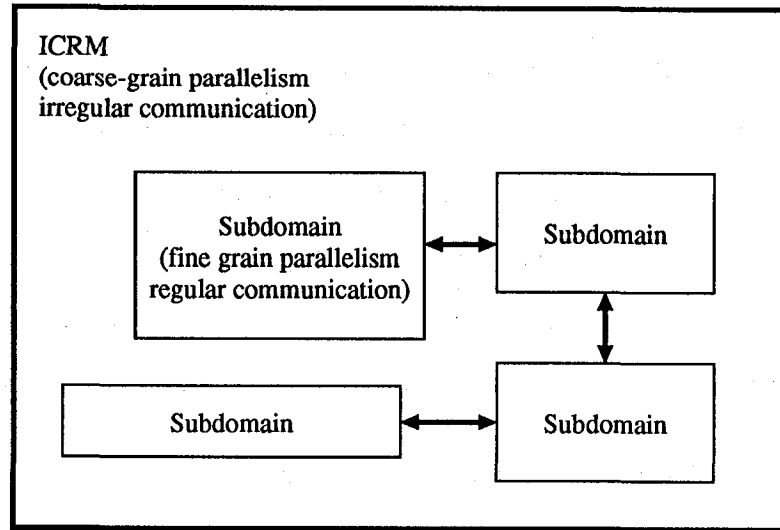 ICRM
(coarse-grain parallelism
irregular communication)
Subdomain
(fine grain parallelism
regular communication)
Subdomain
Subdomain
Subdomain